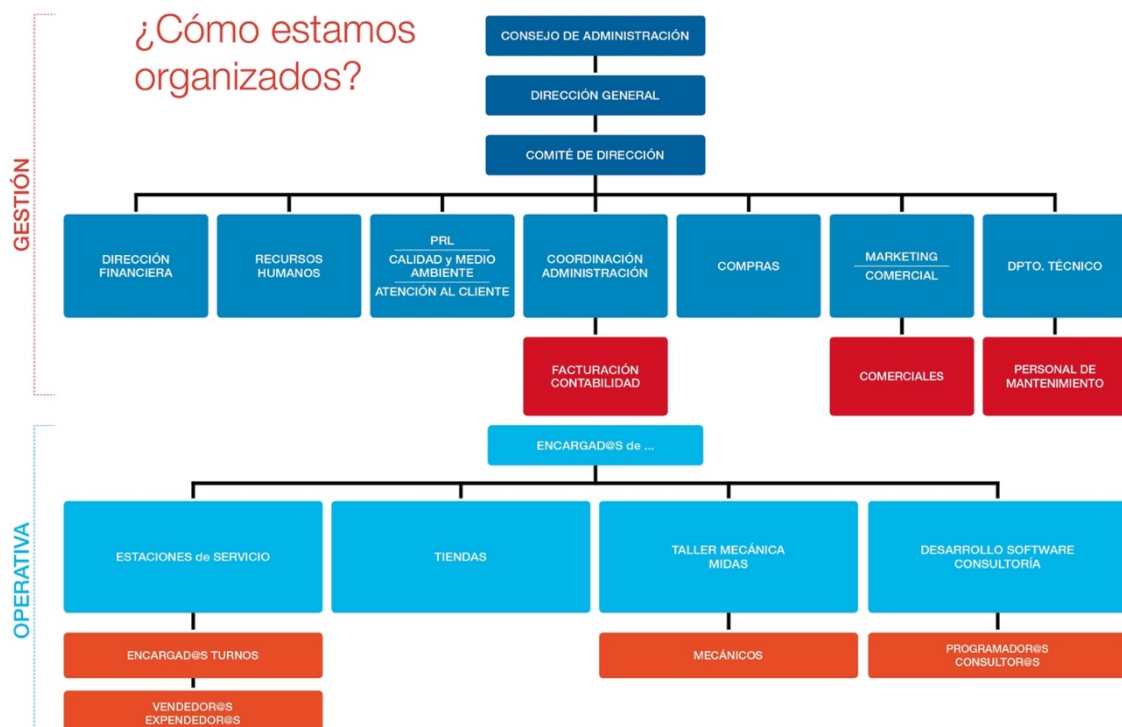 ¿Cómo estamos
organizados?
GESTIÓN
CONSEJO DE ADMINISTRACIÓN
DIRECCIÓN GENERAL
COMITÉ DE DIRECCIÓN
DIRECCIÓN
FINANCIERA
RECURSOS
HUMANOS
PRL
CALIDAD y MEDIO
AMBIENTE
ATENCIÓN AL CLIENTE
COORDINACIÓN
ADMINISTRACIÓN
COMPRAS
MARKETING
COMERCIAL
DPTO. TÉCNICO
FACTURACIÓN
CONTABILIDAD
COMERCIALES
PERSONAL DE
MANTENIMIENTO
OPERATIVA
ENCARGAD@S de ...
ESTACIONES de SERVICIO
TIENDAS
TALLER MECÁNICA
MIDAS
DESARROLLO SOFTWARE
CONSULTORÍA
ENCARGAD@S TURNOS
MECÁNICOS
PROGRAMADOR@S
CONSULTOR@S
VENDEDOR@S
EXPENDEDOR@S